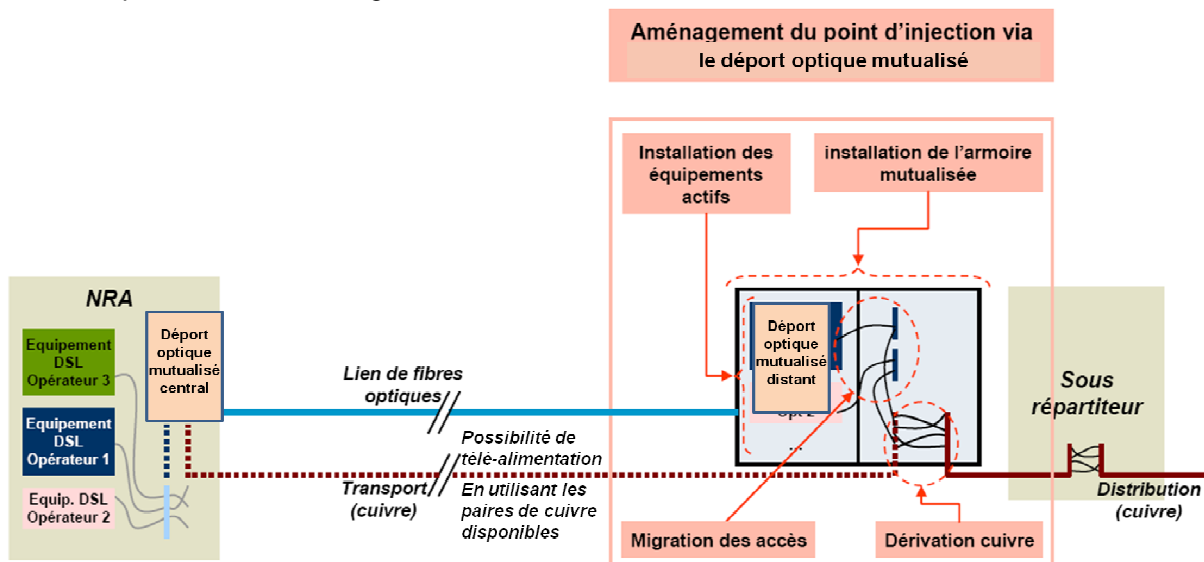 Aménagement du point d'injection via
le déport optique mutualisé
Installation des
équipements
actifs
installation de l'armoire
mutualisée
NRA
Equipement
DSL
Opérateur 3
Equipement
DSL
Opérateur 1
Equip. DSL
Opérateur 2
Déport
optique
mutualisé
central
Lien de fibres
optiques
Possibilité de
télé-alimentation
Transport
(cuivre)
En utilisant les
paires de cuivre
disponibles
Déport
optique
mutualisé
distant
...
Sous
répartiteur
Distribution
(cuivre)
Migration des accès
Dérivation cuivre